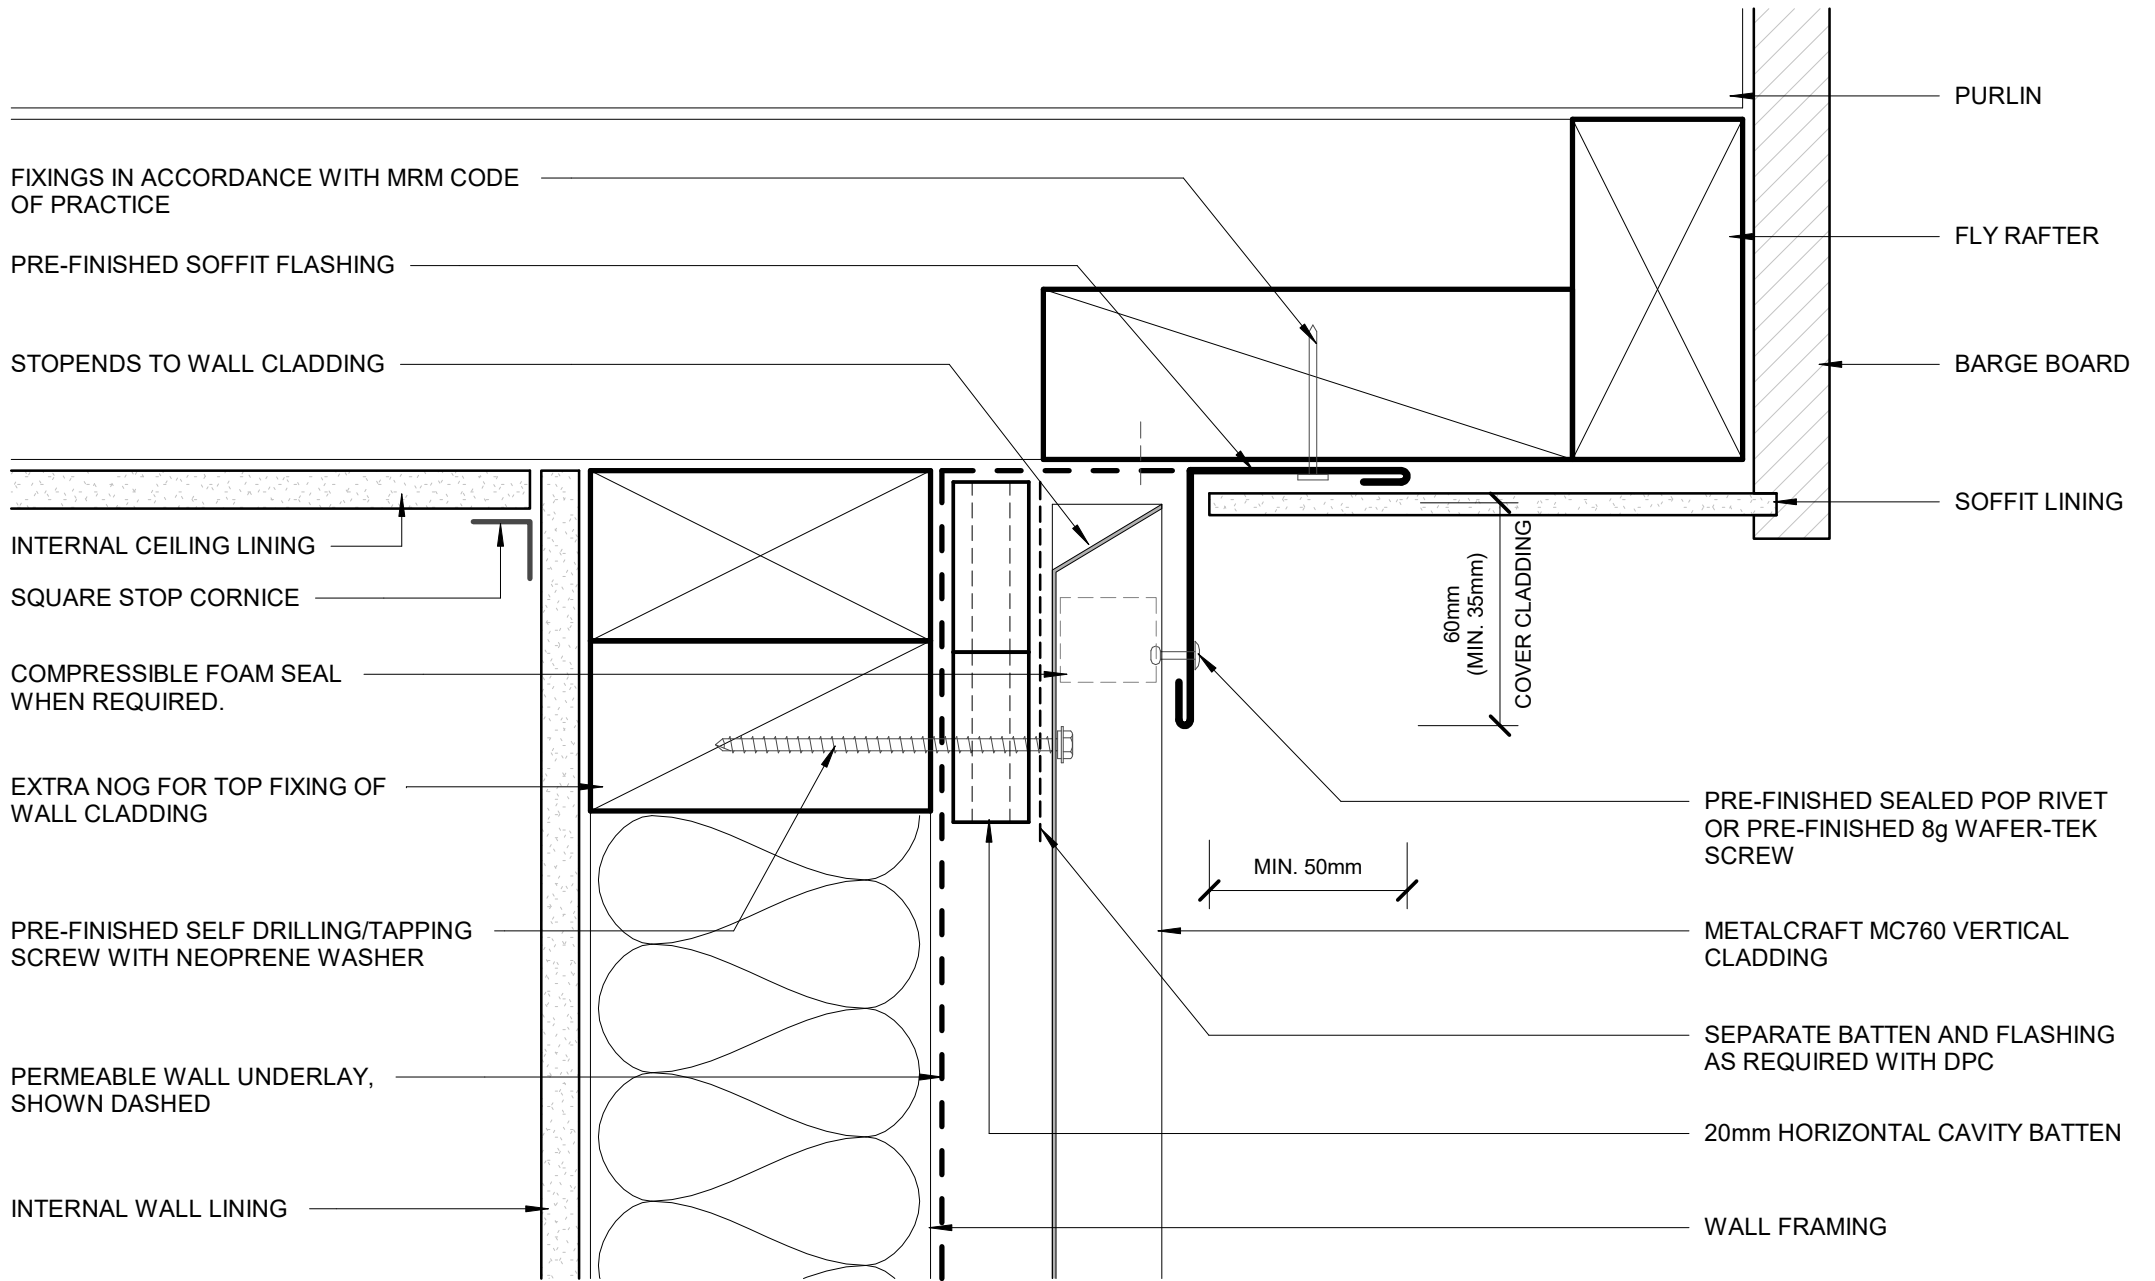 FIXINGS IN ACCORDANCE WITH MRM CODE
OF PRACTICE
PRE-FINISHED SOFFIT FLASHING
STOPENDS TO WALL CLADDING
INTERNAL CEILING LINING
SQUARE STOP CORNICE
COMPRESSIBLE FOAM SEAL
WHEN REQUIRED.
EXTRA NOG FOR TOP FIXING OF
WALL CLADDING
PRE-FINISHED SELF DRILLING/TAPPING
SCREW WITH NEOPRENE WASHER
PERMEABLE WALL UNDERLAY,
SHOWN DASHED
INTERNAL WALL LINING
60mm
(MIN. 35mm)
COVER CLADDING
MIN. 50mm
PURLIN
FLY RAFTER
BARGE BOARD
SOFFIT LINING
PRE-FINISHED SEALED POP RIVET
OR PRE-FINISHED 8g WAFER-TEK
SCREW
METALCRAFT MC760 VERTICAL
CLADDING
SEPARATE BATTEN AND FLASHING
AS REQUIRED WITH DPC
20mm HORIZONTAL CAVITY BATTEN
WALL FRAMING